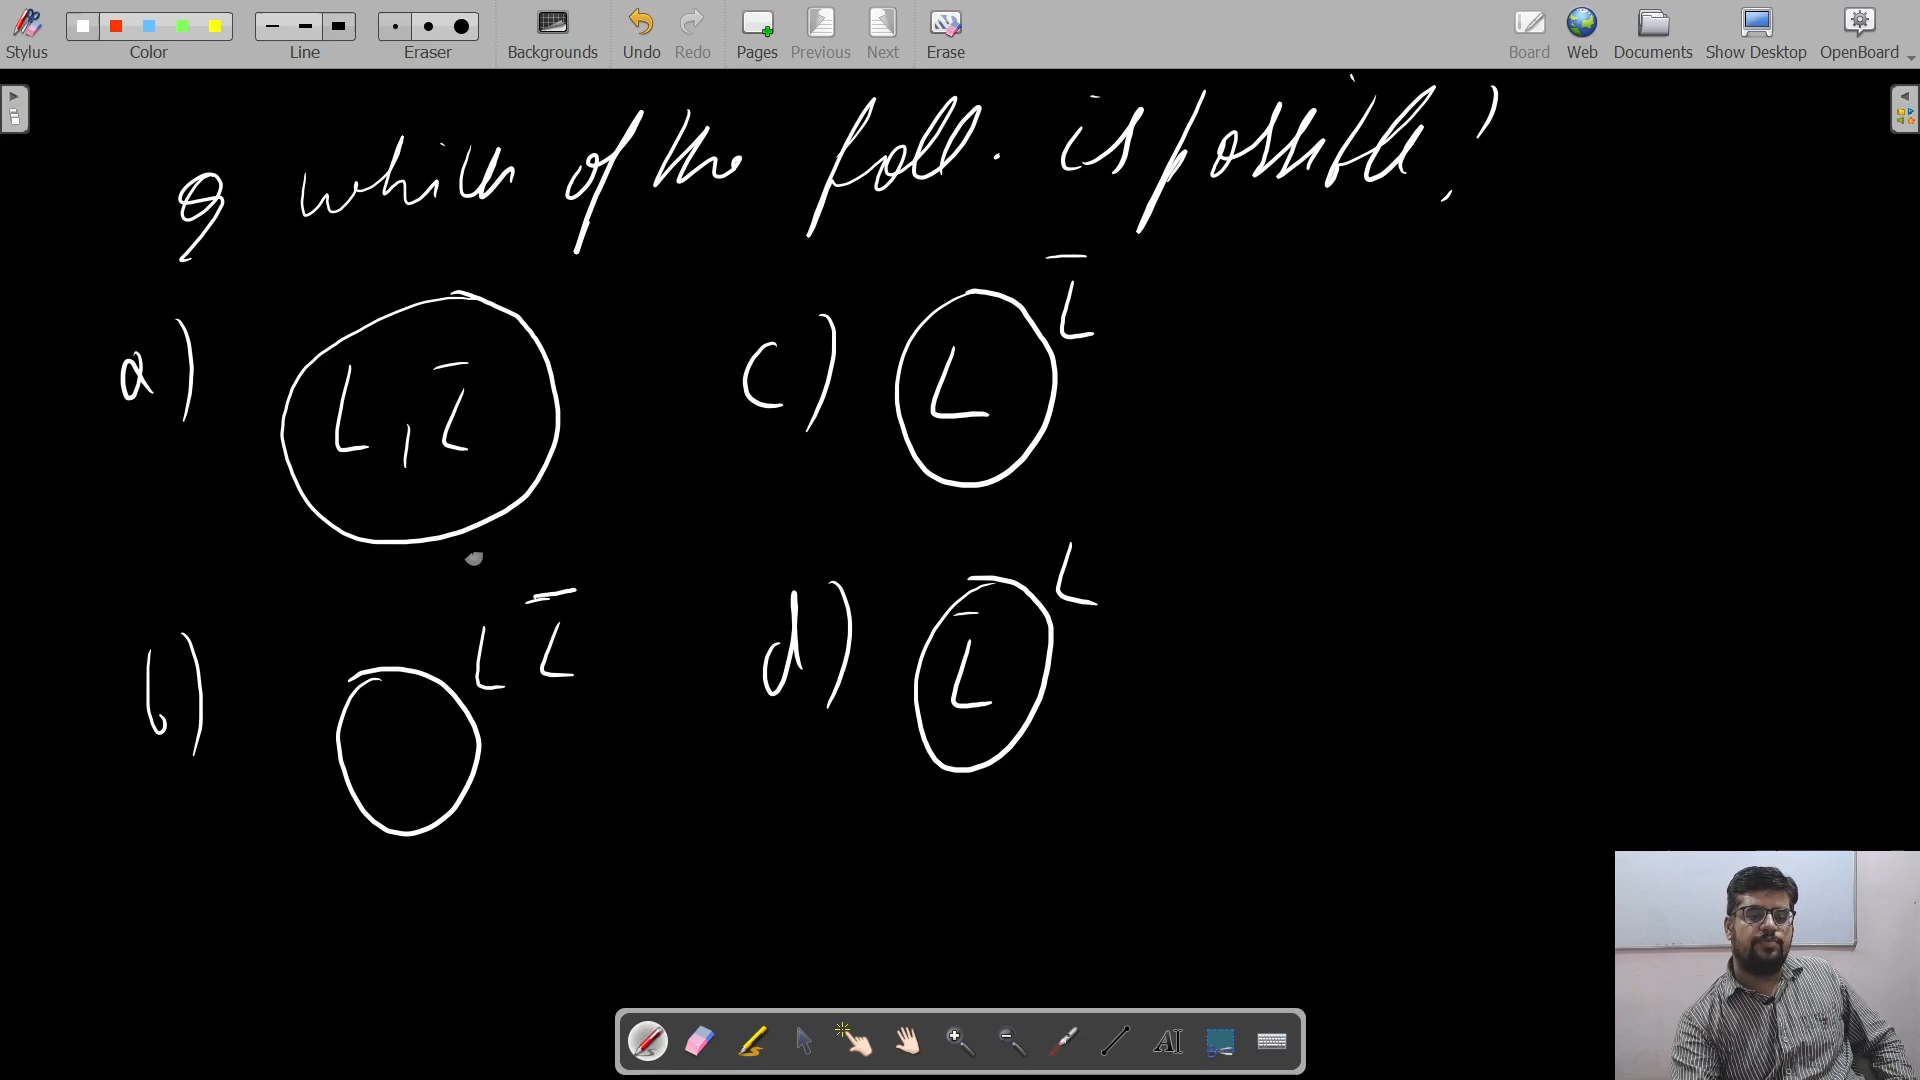 Stylus Color Line Eraser Backgrounds Undo Redo Pages Previous Next Erase Board Web Documents Show Desktop OpenBoard
Q which of the foll. is possible?
a) L, L̅
c) L L̅
b) L L̅
d) L̅ L